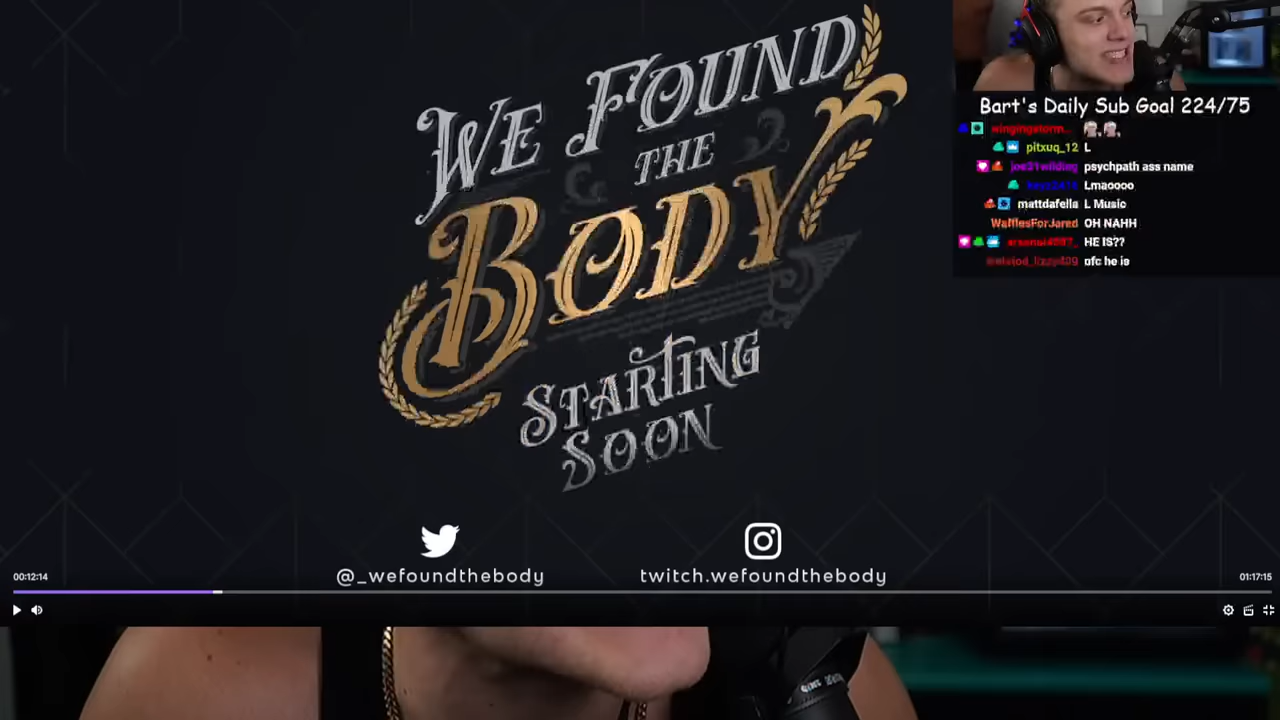 WE FOUND
THE
BODY
STARTING
SOON
@_wefoundthebody
twitch.wefoundthebody
00:12:14
01:17:15
Bart's Daily Sub Goal 224/75
pitxuq_12 L
joe21wilding psychpath ass name
Lmaoooo
mattdafella L Music
WafflesForJared OH NAHH
HE IS??
ofc he is